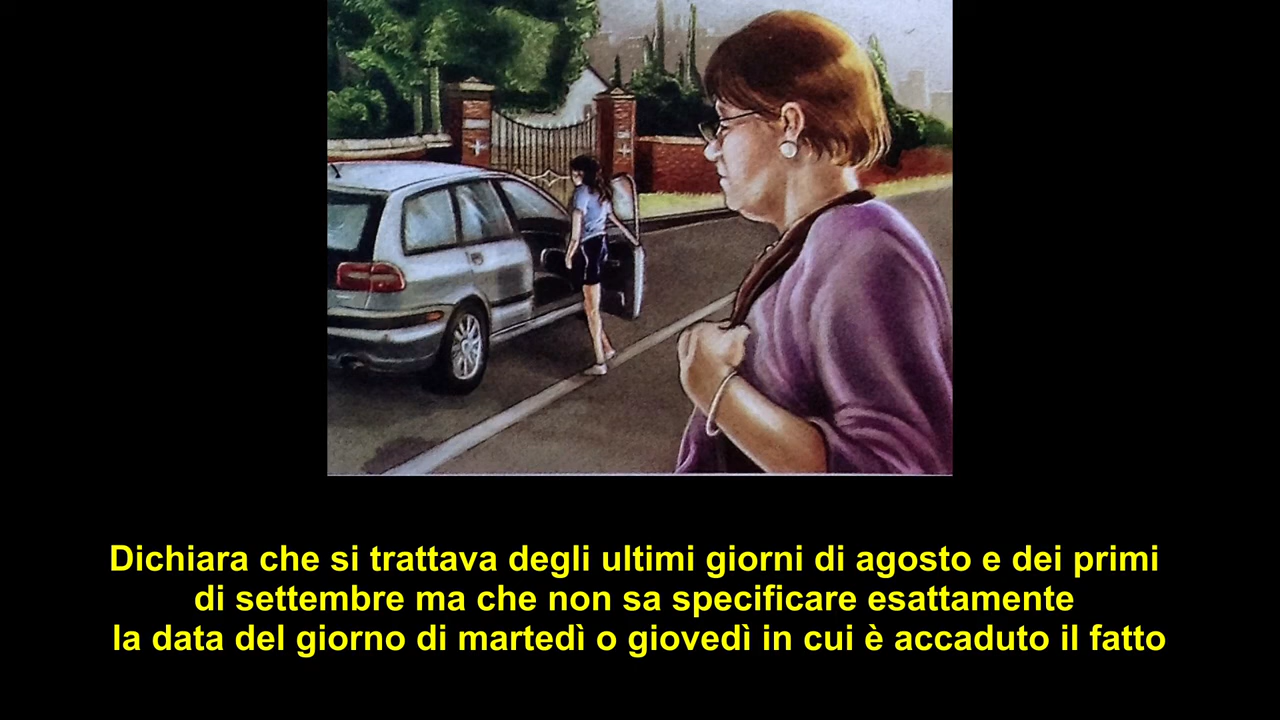 Dichiara che si trattava degli ultimi giorni di agosto e dei primi
di settembre ma che non sa specificare esattamente
la data del giorno di martedì o giovedì in cui è accaduto il fatto